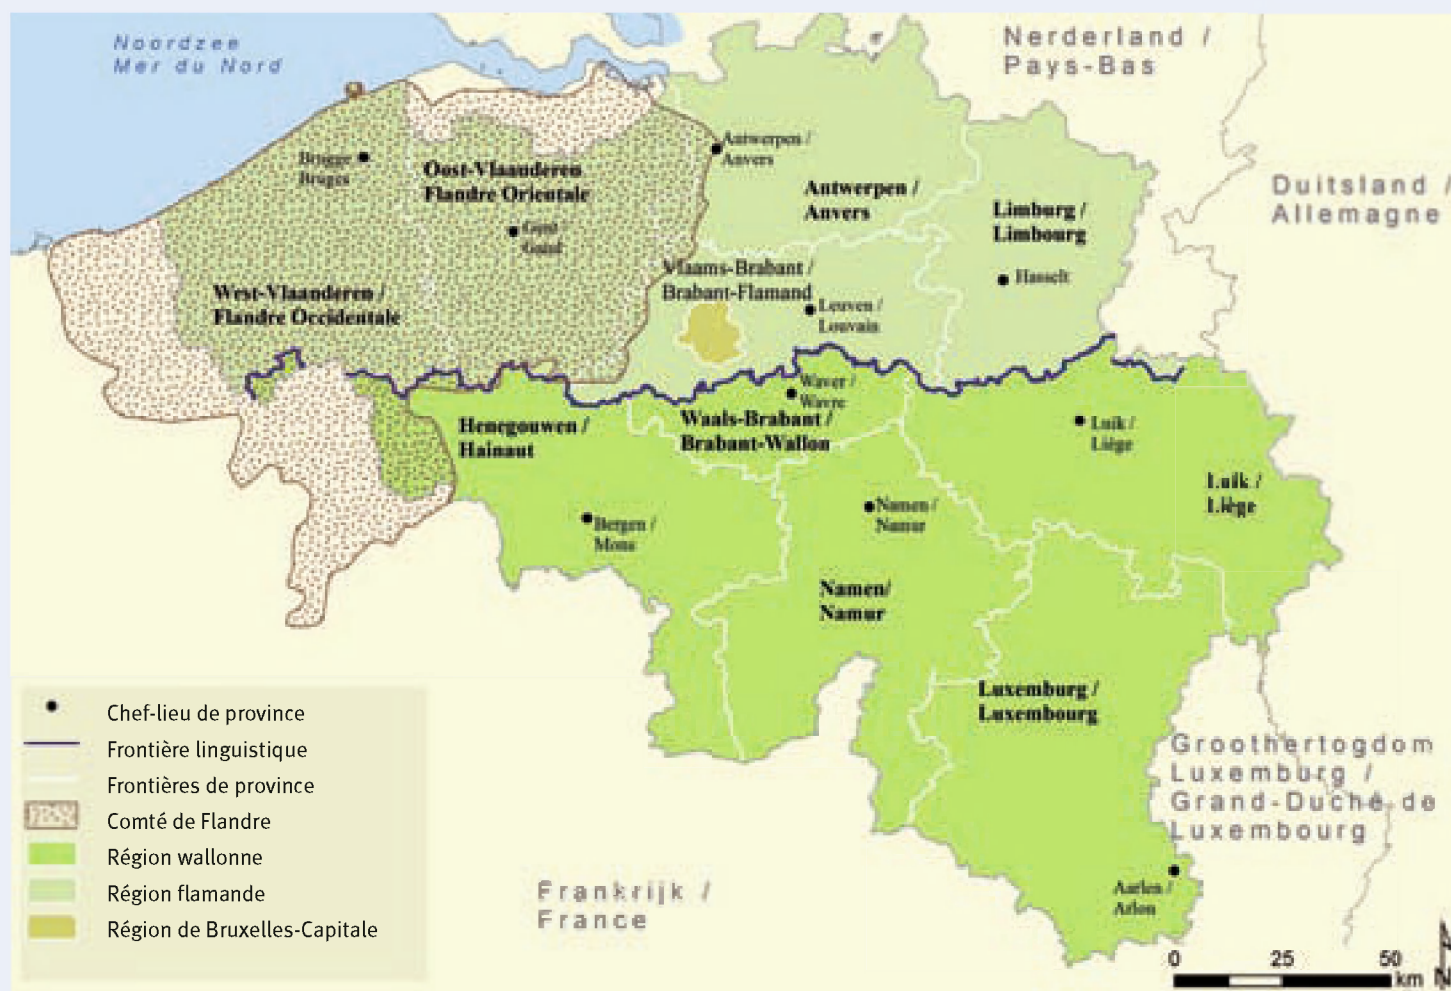 Noordzee
Mer du Nord
Nerderland /
Pays-Bas
Duitsland /
Allemagne
Brugge
Bruges
Oost-Vlaanderen
Flandre Orientale
Gent /
Gand
Antwerpen /
Anvers
Antwerpen /
Anvers
Limburg /
Limbourg
Hasselt
West-Vlaanderen /
Flandre Occidentale
Vlaams-Brabant /
Brabant-Flamand
Leuven /
Louvain
Waver /
Wavre
Henegouwen /
Hainaut
Waals-Brabant /
Brabant-Wallon
Luik /
Liège
Luik /
Liège
Bergen /
Mons
Namen /
Namur
Namen/
Namur
Luxemburg /
Luxembourg
Groothertogdom
Luxemburg /
Grand-Duché de
Luxembourg
Aarlen /
Arlon
Frankrijk /
France
Chef-lieu de province
Frontière linguistique
Frontières de province
Comté de Flandre
Région wallonne
Région flamande
Région de Bruxelles-Capitale
0 25 50
km
N